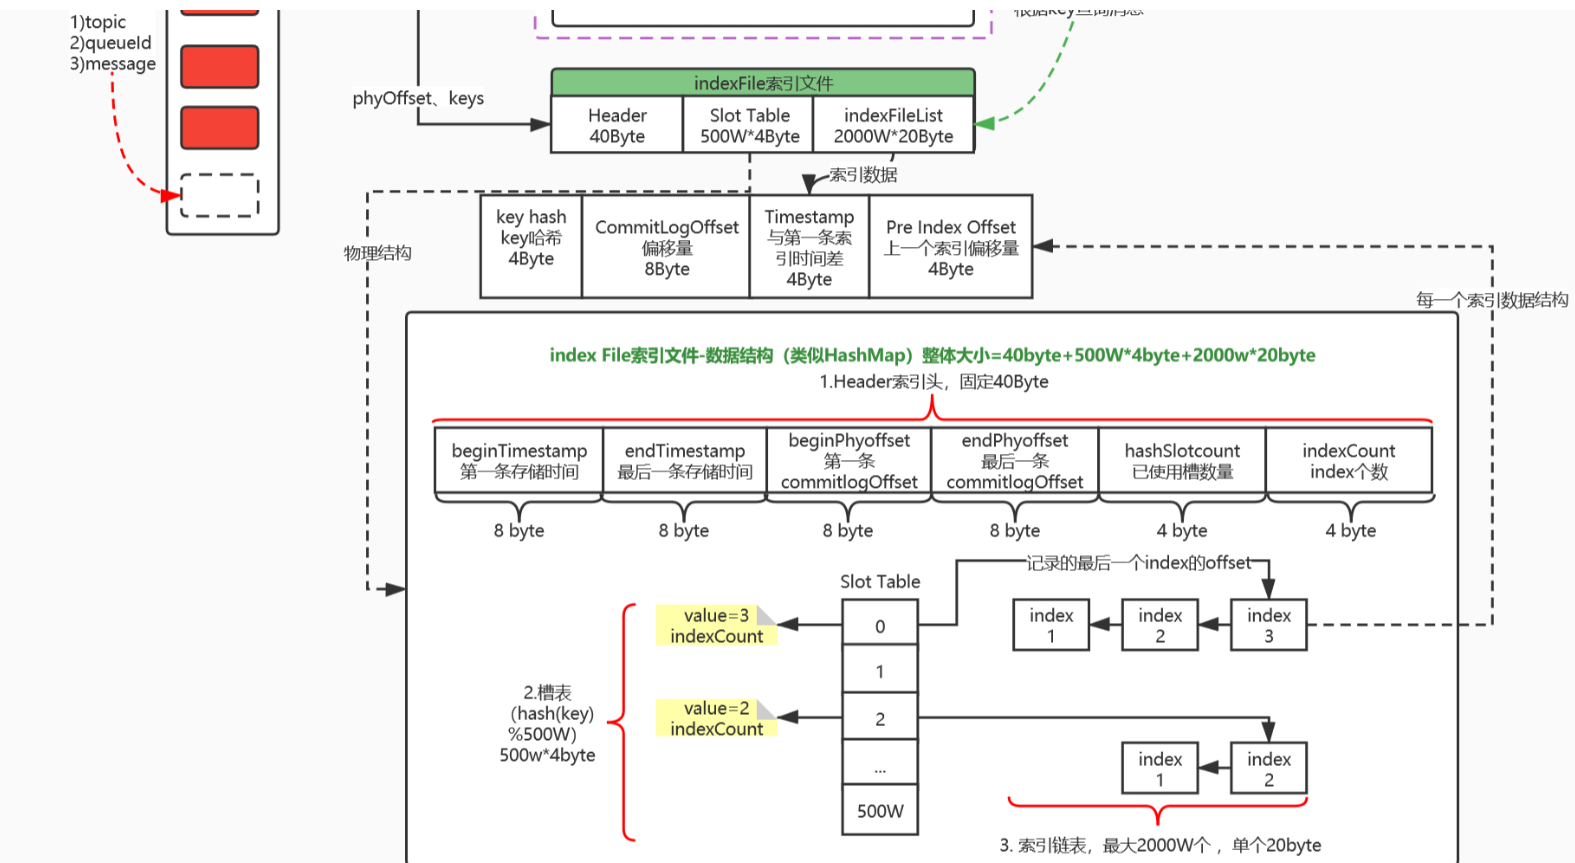 根据key查询消息
1)topic
2)queueId
3)message
phyOffset、keys
indexFile索引文件
Header
40Byte
Slot Table
500W*4Byte
indexFileList
2000W*20Byte
索引数据
key hash
key哈希
4Byte
CommitLogOffset
偏移量
8Byte
Timestamp
与第一条索
引时间差
4Byte
Pre Index Offset
上一个索引偏移量
4Byte
物理结构
每一个索引数据结构
index File索引文件-数据结构（类似HashMap）整体大小=40byte+500W*4byte+2000w*20byte
1.Header索引头，固定40Byte
beginTimestamp
第一条存储时间
endTimestamp
最后一条存储时间
beginPhyoffset
第一条
commitlogOffset
endPhyoffset
最后一条
commitlogOffset
hashSlotcount
已使用槽数量
indexCount
index个数
8 byte
8 byte
8 byte
8 byte
4 byte
4 byte
记录的最后一个index的offset
Slot Table
value=3
indexCount
0
index
1
index
2
index
3
1
2.槽表
（hash(key)
%500W）
500w*4byte
value=2
indexCount
2
index
1
index
2
...
500W
3. 索引链表，最大2000W个 ，单个20byte